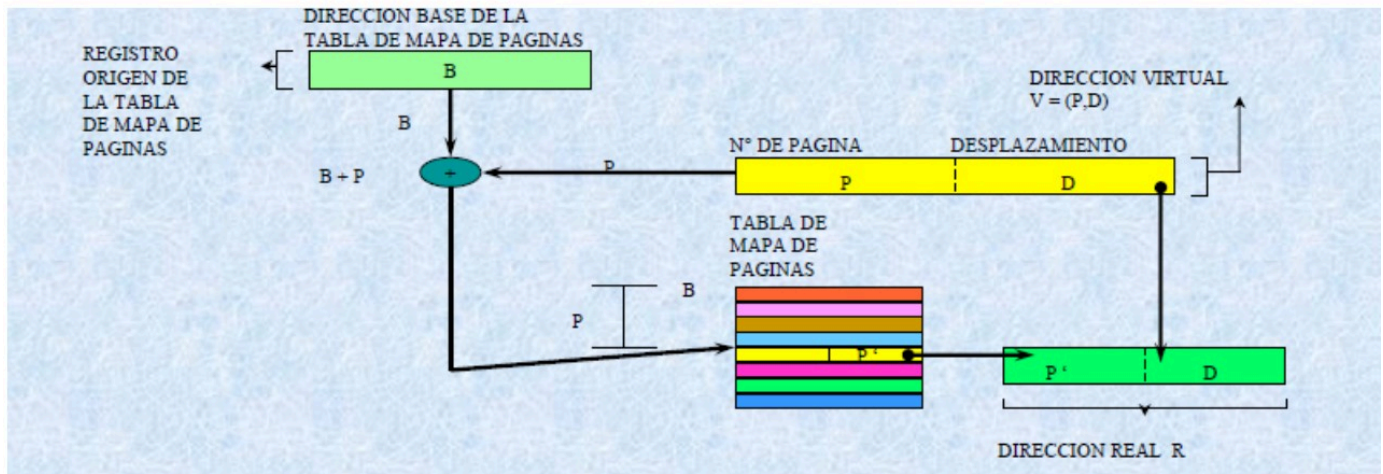 DIRECCION BASE DE LA
TABLA DE MAPA DE PAGINAS
REGISTRO
ORIGEN DE
LA TABLA
DE MAPA DE
PAGINAS
B
B
DIRECCION VIRTUAL
V = (P,D)
N° DE PAGINA
DESPLAZAMIENTO
B + P
+
P
P
D
TABLA DE
MAPA DE
PAGINAS
B
P
P ‘
P ‘
D
DIRECCION REAL R